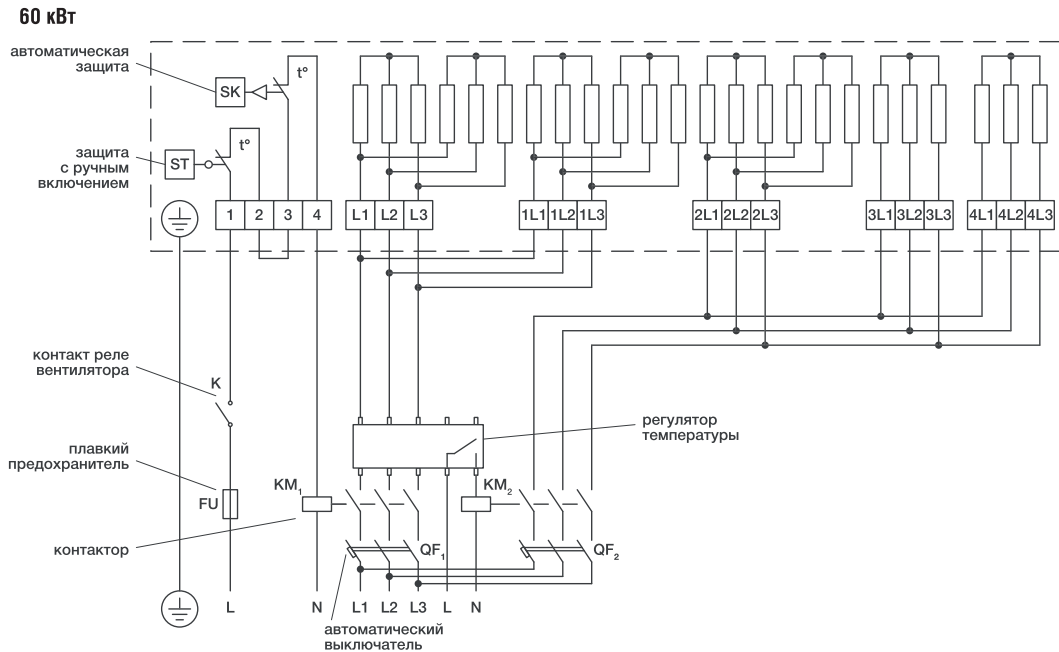 60 кВт
автоматическая
защита
SK
t°
защита
с ручным
включением
ST
t°
1 2 3 4
L1 L2 L3
1L1 1L2 1L3
2L1 2L2 2L3
3L1 3L2 3L3
4L1 4L2 4L3
контакт реле
вентилятора
K
регулятор
температуры
плавкий
предохранитель
FU
KM1
KM2
контактор
QF1
QF2
L N L1 L2 L3 L N
автоматический
выключатель